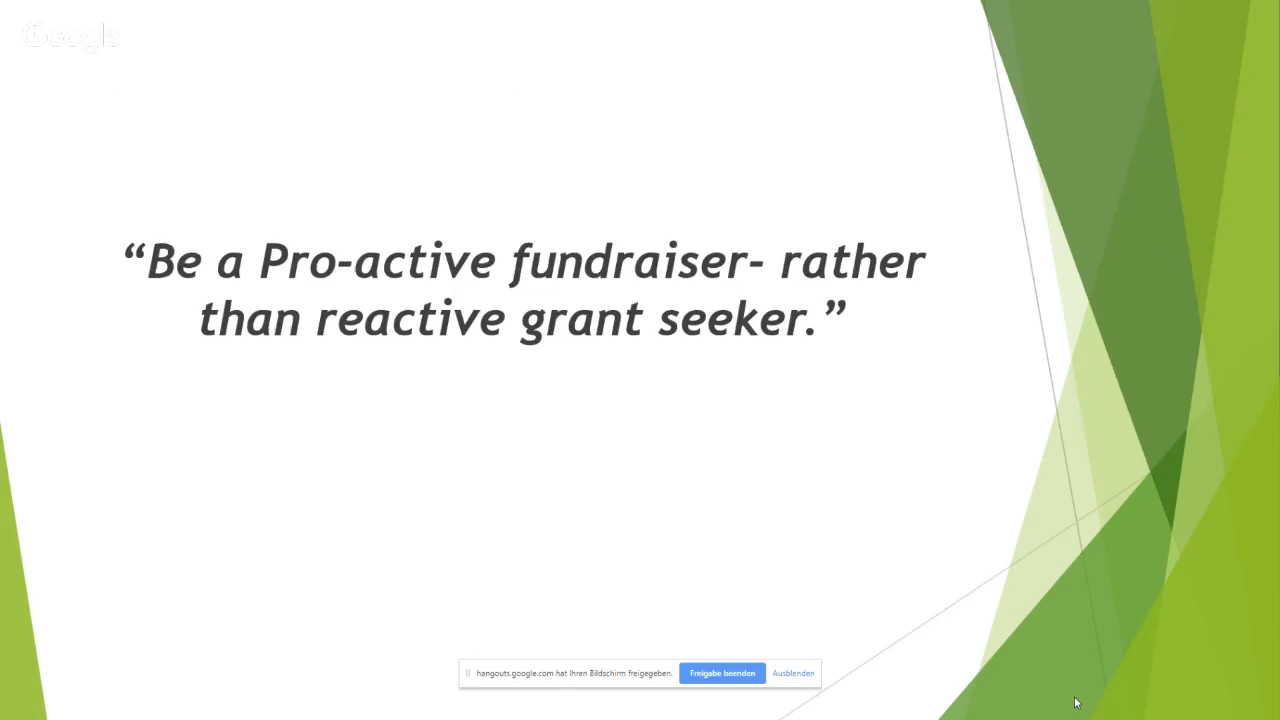 Google
“Be a Pro-active fundraiser- rather
than reactive grant seeker.”
hangouts.google.com hat Ihren Bildschirm freigegeben. Freigabe beenden Ausblenden